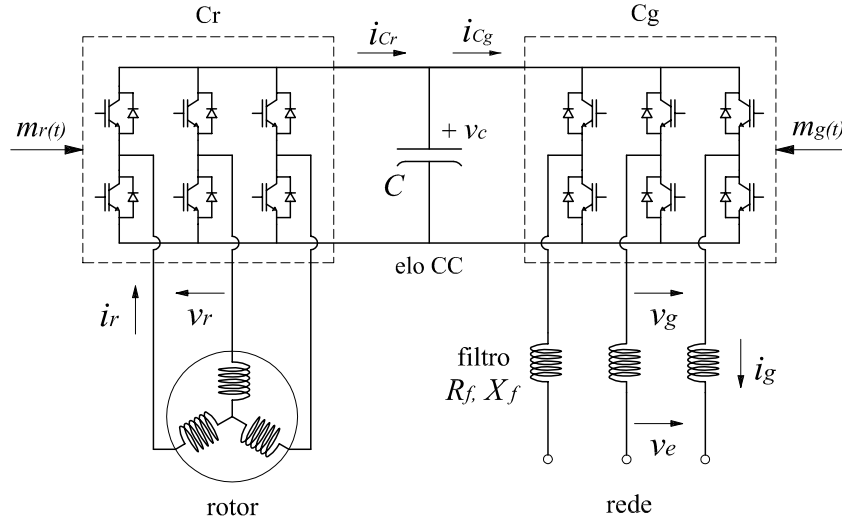 Cr
i_Cr
i_Cg
Cg
m_r(t)
+ v_c
C
m_g(t)
elo CC
i_r
v_r
v_g
filtro
R_f, X_f
i_g
v_e
rotor
rede